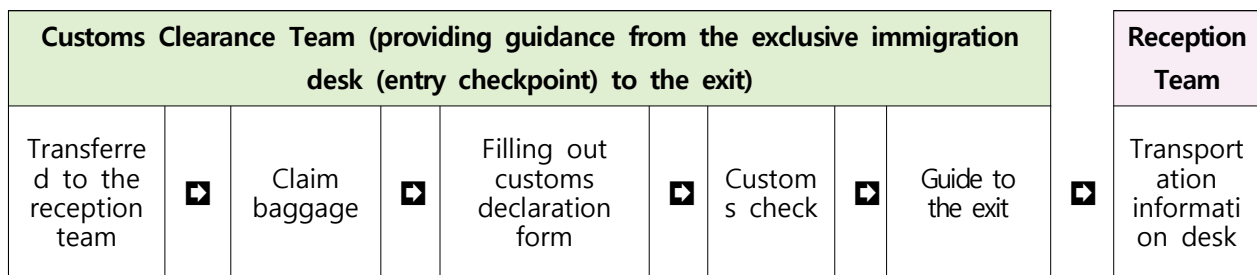 Customs Clearance Team (providing guidance from the exclusive immigration
desk (entry checkpoint) to the exit)
Reception
Team
Transferre
d to the
reception
team
Claim
baggage
Filling out
customs
declaration
form
Custom
s check
Guide to
the exit
Transport
ation
informati
on desk